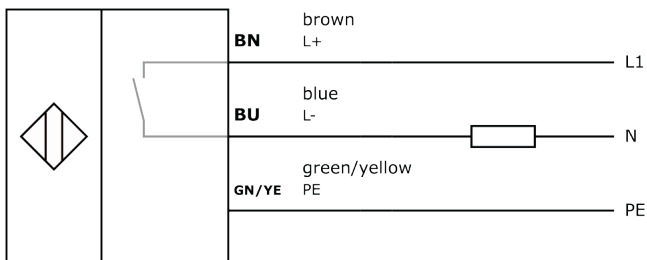 brown
BN L+
L1
blue
BU L-
N
green/yellow
GN/YE PE
PE